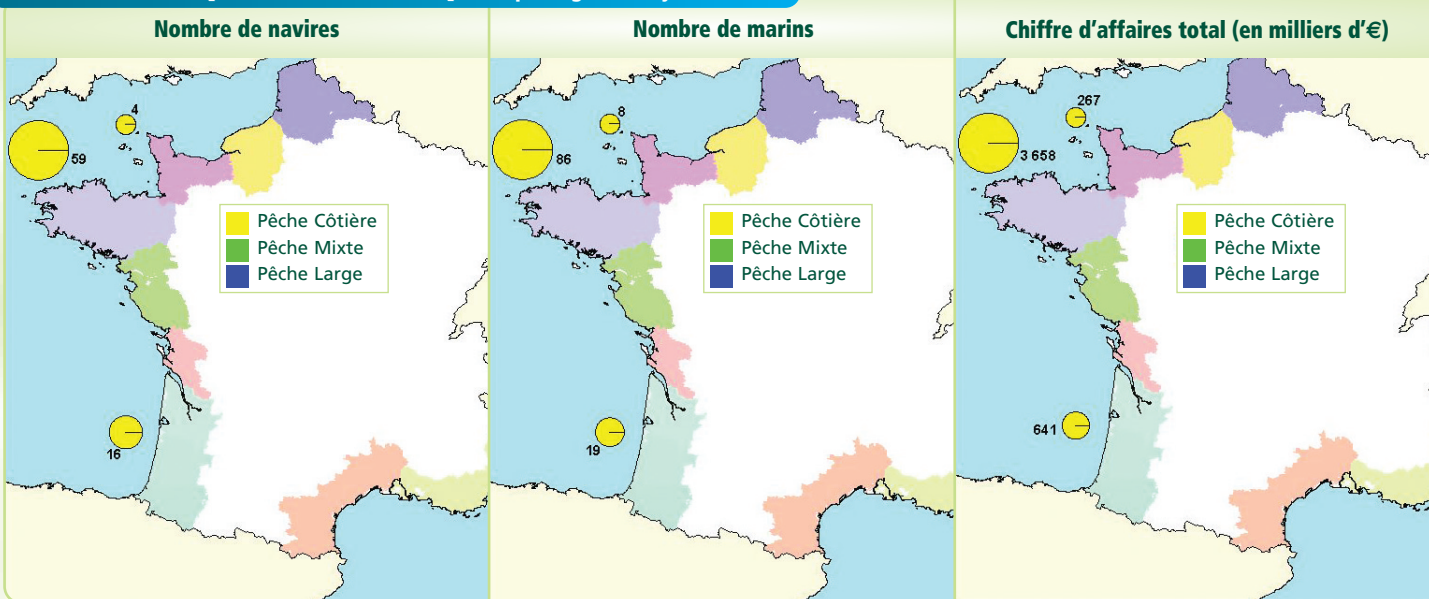 Nombre de navires
4
59
Pêche Côtière
Pêche Mixte
Pêche Large
16
Nombre de marins
8
86
Pêche Côtière
Pêche Mixte
Pêche Large
19
Chiffre d'affaires total (en milliers d'€)
267
3 658
Pêche Côtière
Pêche Mixte
Pêche Large
641